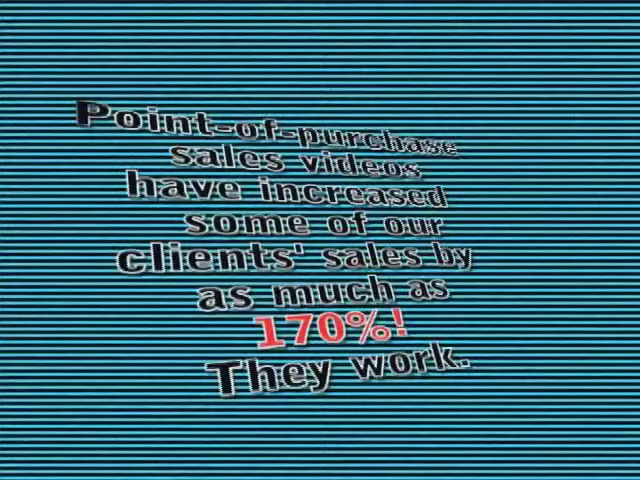 Point-of-purchase
sales videos
have increased
some of our
clients' sales by
as much as
170%!
They work.